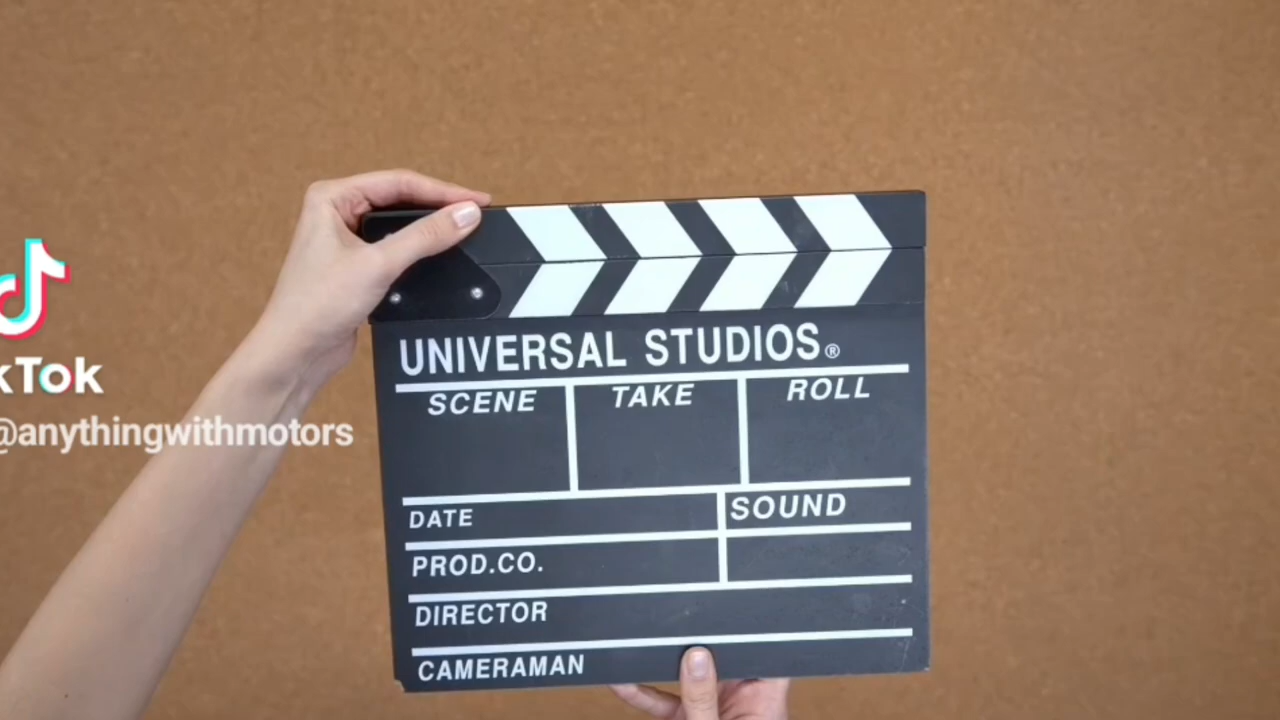 UNIVERSAL STUDIOS®
SCENE TAKE ROLL
kTok
@anythingwithmotors
DATE SOUND
PROD.CO.
DIRECTOR
CAMERAMAN